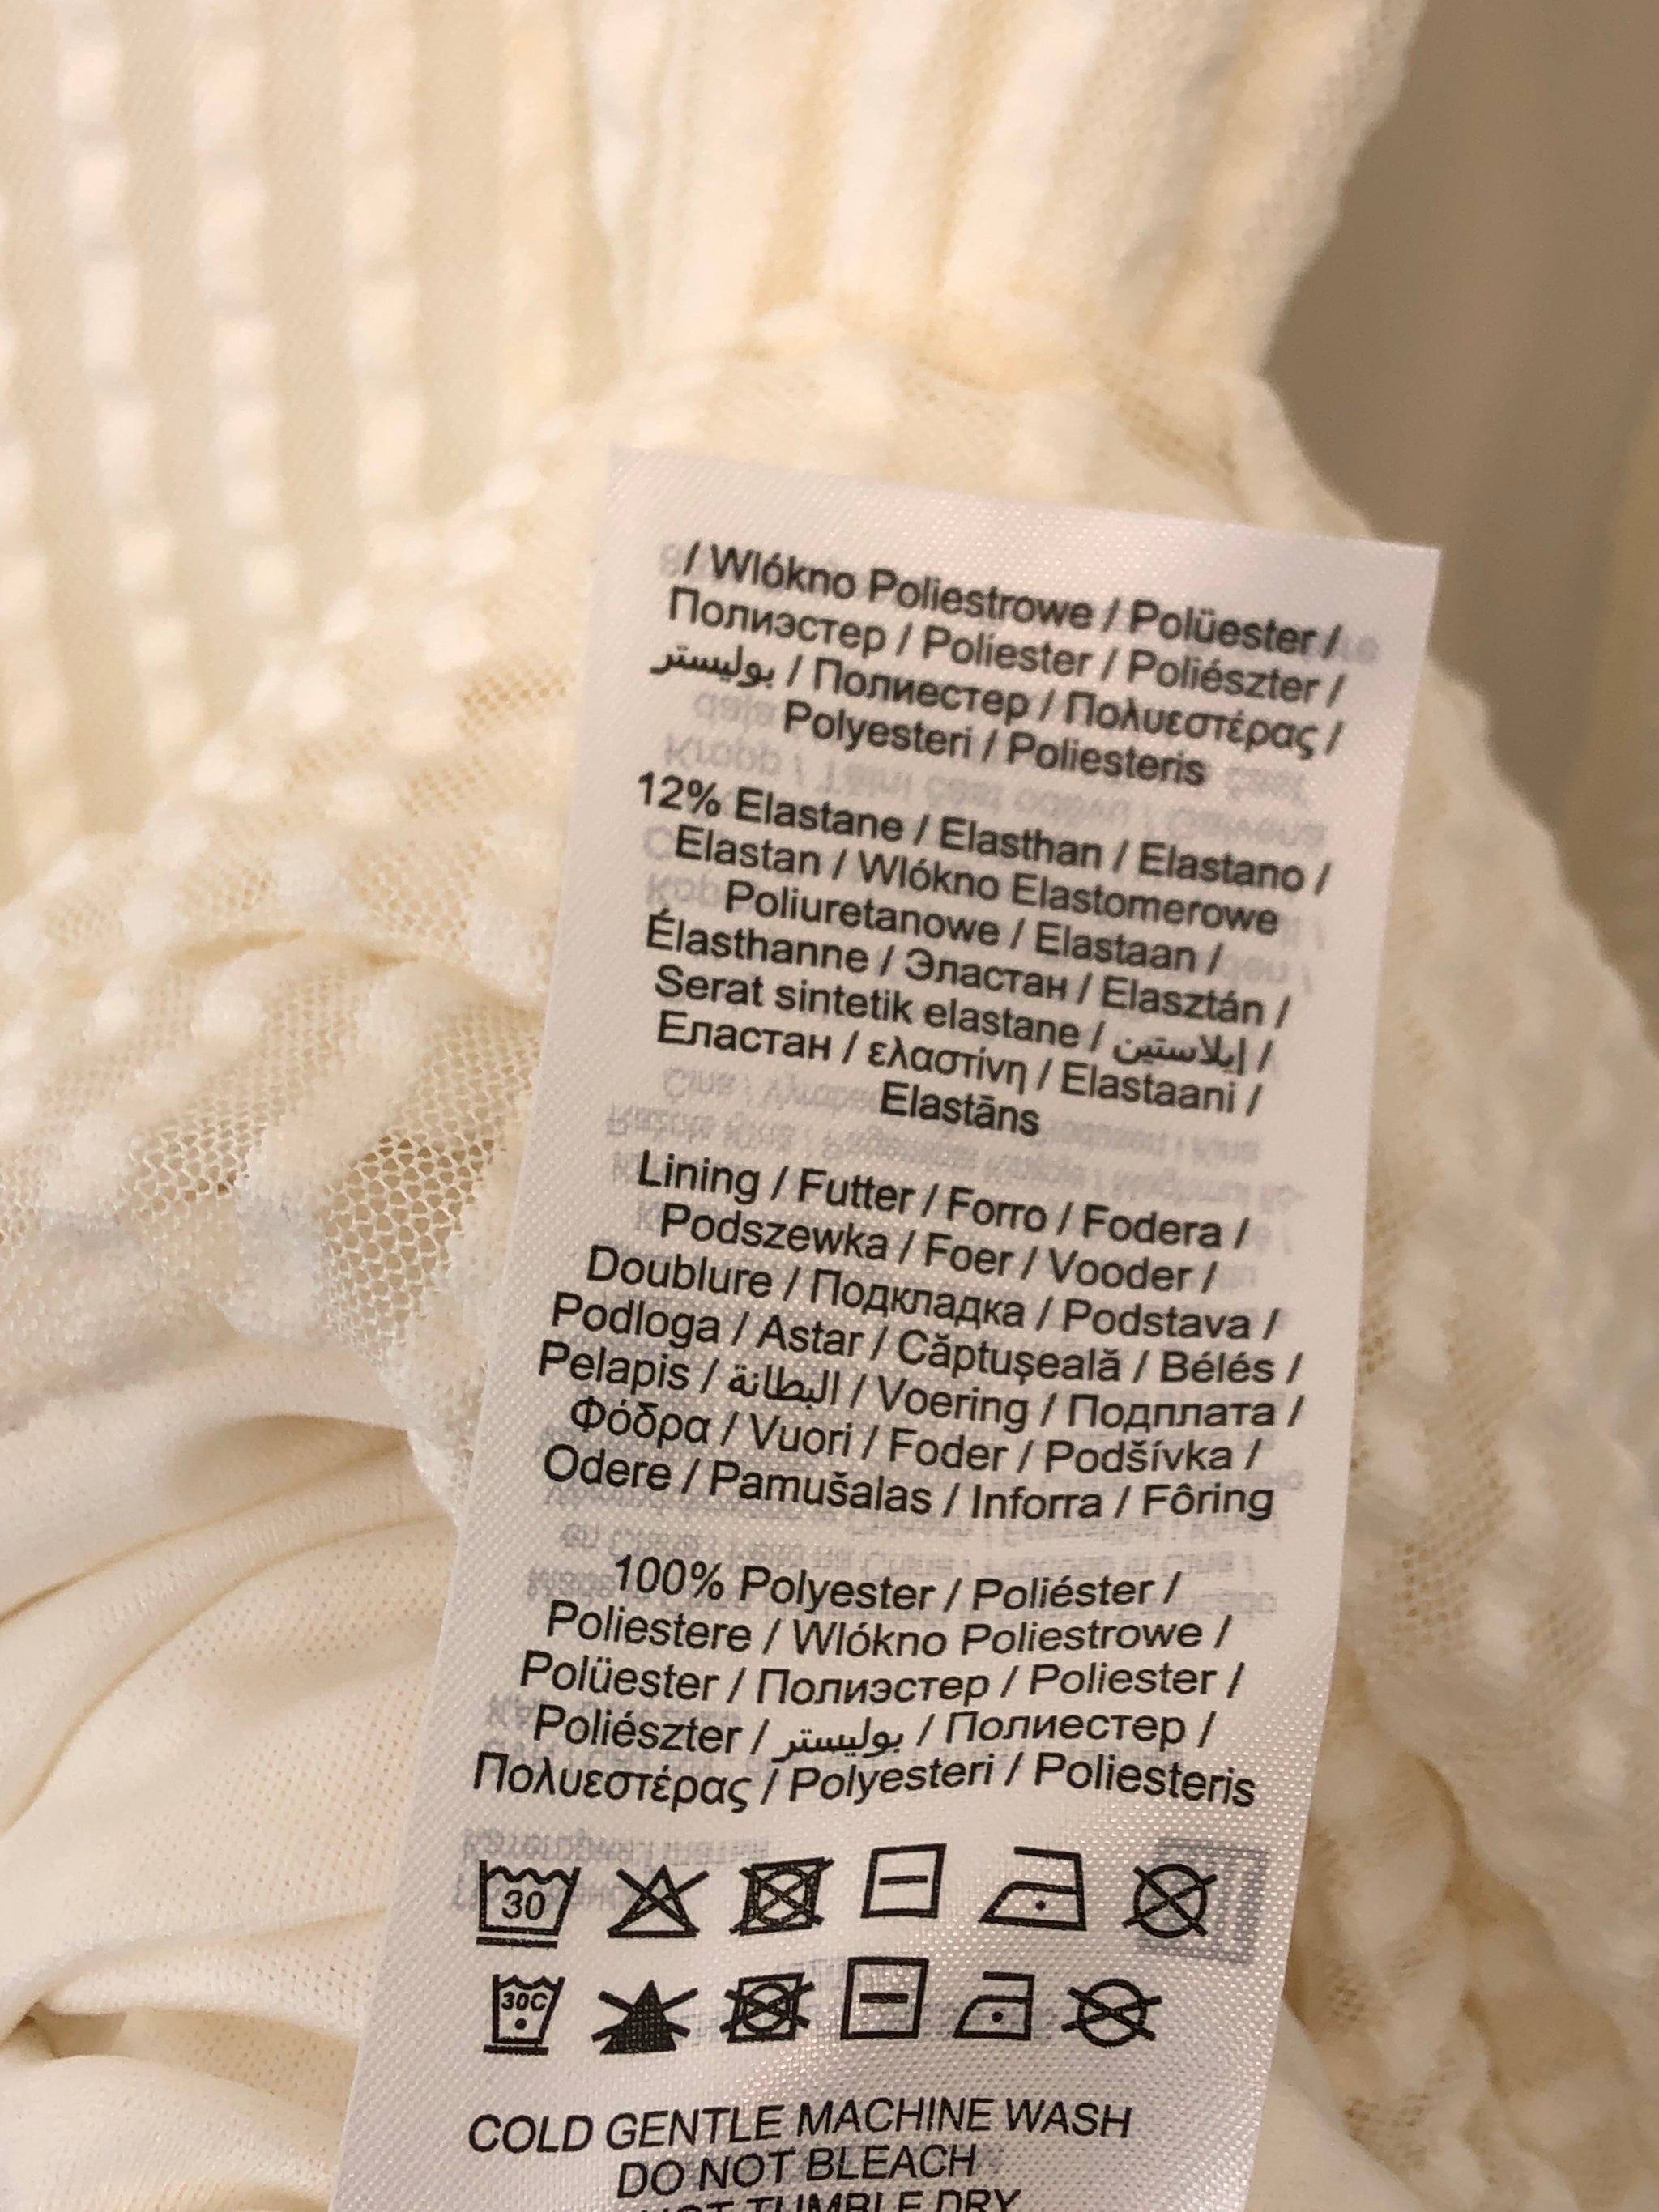 / Wlókno Poliestrowe / Polüester /
Полиэстер / Poliester / Poliészter /
بوليستر / Полиестер / Πολυεστέρας /
Polyesteri / Poliesteris
12% Elastane / Elasthan / Elastano /
Elastan / Wlókno Elastomerowe
Poliuretanowe / Elastaan /
Élasthanne / Эластан / Elasztán /
Serat sintetik elastane / إيلاستين /
Еластан / ελαστίνη / Elastaani /
Elastāns
Lining / Futter / Forro / Fodera /
Podszewka / Foer / Vooder /
Doublure / Подкладка / Podstava /
Podloga / Astar / Căptușeală / Bélés /
Pelapis / البطانة / Voering / Подплата /
Φόδρα / Vuori / Foder / Podšívka /
Odere / Pamušalas / Inforra / Fôring
100% Polyester / Poliéster /
Poliestere / Wlókno Poliestrowe /
Polüester / Полиэстер / Poliester /
Poliészter / بوليستر / Полиестер /
Πολυεστέρας / Polyesteri / Poliesteris
30
30C
COLD GENTLE MACHINE WASH
DO NOT BLEACH
NOT TUMBLE DRY